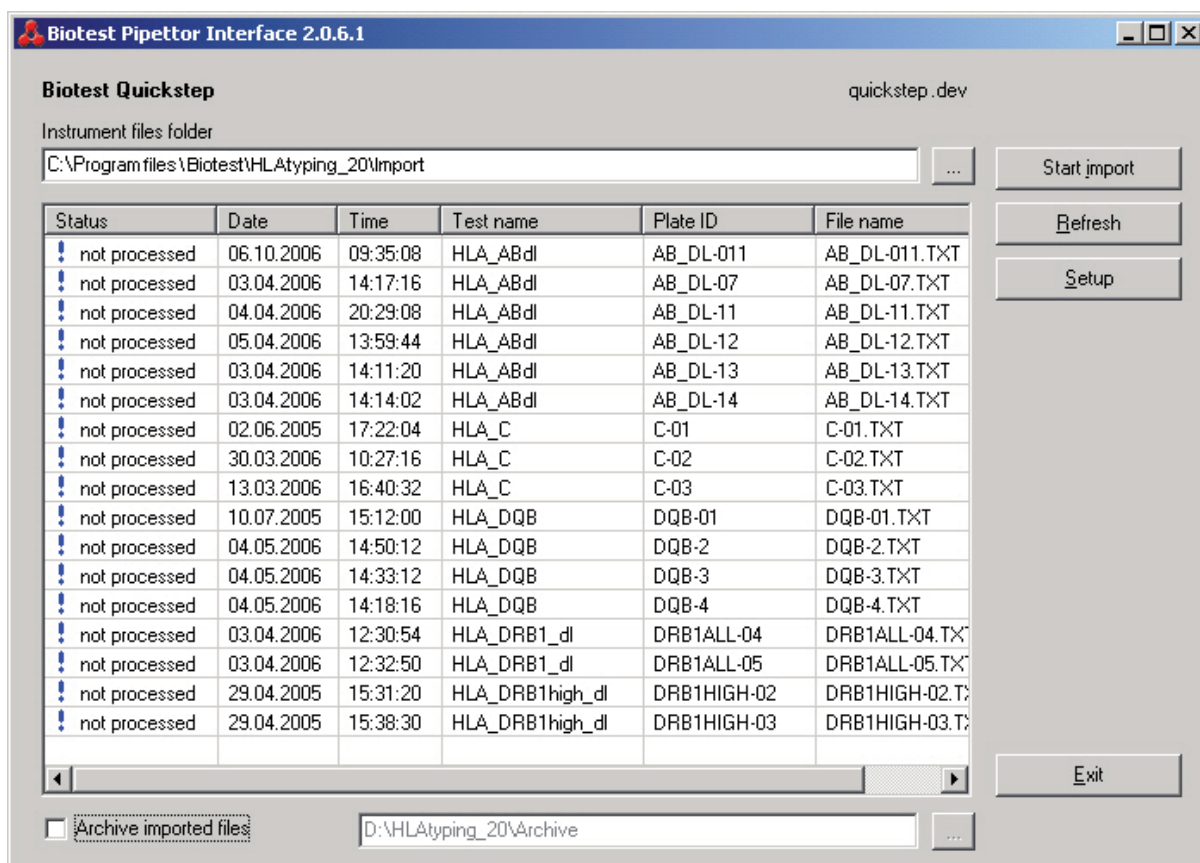 Biotest Pipettor Interface 2.0.6.1
Biotest Quickstep quickstep.dev
Instrument files folder
C:\Programfiles\Biotest\HLAtyping_20\Import ... Start import
Status Date Time Test name Plate ID File name Refresh
! not processed 06.10.2006 09:35:08 HLA_ABdl AB_DL-011 AB_DL-011.TXT
! not processed 03.04.2006 14:17:16 HLA_ABdl AB_DL-07 AB_DL-07.TXT Setup
! not processed 04.04.2006 20:29:08 HLA_ABdl AB_DL-11 AB_DL-11.TXT
! not processed 05.04.2006 13:59:44 HLA_ABdl AB_DL-12 AB_DL-12.TXT
! not processed 03.04.2006 14:11:20 HLA_ABdl AB_DL-13 AB_DL-13.TXT
! not processed 03.04.2006 14:14:02 HLA_ABdl AB_DL-14 AB_DL-14.TXT
! not processed 02.06.2005 17:22:04 HLA_C C-01 C-01.TXT
! not processed 30.03.2006 10:27:16 HLA_C C-02 C-02.TXT
! not processed 13.03.2006 16:40:32 HLA_C C-03 C-03.TXT
! not processed 10.07.2005 15:12:00 HLA_DQB DQB-01 DQB-01.TXT
! not processed 04.05.2006 14:50:12 HLA_DQB DQB-2 DQB-2.TXT
! not processed 04.05.2006 14:33:12 HLA_DQB DQB-3 DQB-3.TXT
! not processed 04.05.2006 14:18:16 HLA_DQB DQB-4 DQB-4.TXT
! not processed 03.04.2006 12:30:54 HLA_DRB1_dl DRB1ALL-04 DRB1ALL-04.TX
! not processed 03.04.2006 12:32:50 HLA_DRB1_dl DRB1ALL-05 DRB1ALL-05.TX
! not processed 29.04.2005 15:31:20 HLA_DRB1high_dl DRB1HIGH-02 DRB1HIGH-02.T
! not processed 29.04.2005 15:38:30 HLA_DRB1high_dl DRB1HIGH-03 DRB1HIGH-03.T
Exit
Archive imported files D:\HLAtyping_20\Archive ...